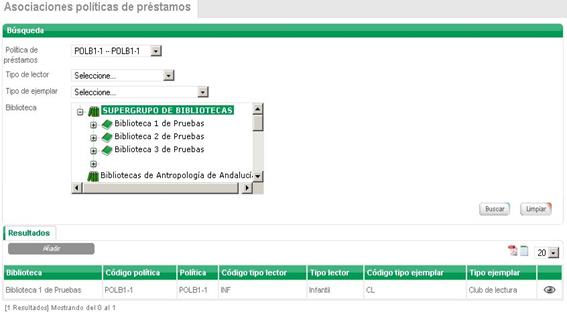 Asociaciones políticas de préstamos
Búsqueda
Política de préstamos POLB1-1 -- POLB1-1
Tipo de lector Seleccione...
Tipo de ejemplar Seleccione...
Biblioteca SUPERGRUPO DE BIBLIOTECAS
Biblioteca 1 de Pruebas
Biblioteca 2 de Pruebas
Biblioteca 3 de Pruebas
Bibliotecas de Antropología de Andalucí
Buscar Limpiar
Resultados
Añadir 20
Biblioteca Código política Política Código tipo lector Tipo lector Código tipo ejemplar Tipo ejemplar
Biblioteca 1 de Pruebas POLB1-1 POLB1-1 INF Infantil CL Club de lectura
[1 Resultados] Mostrando del 0 al 1